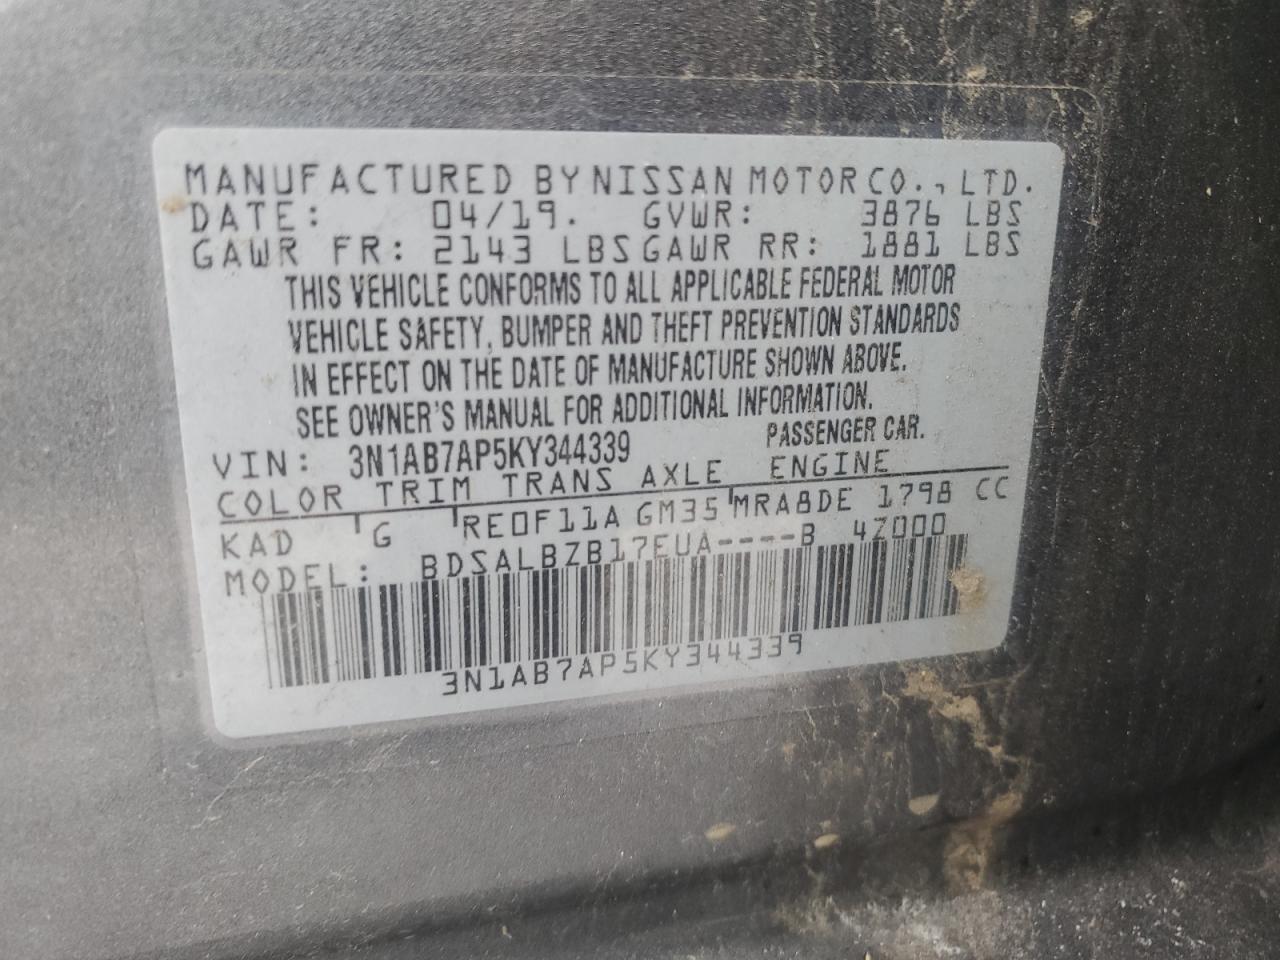 MANUFACTURED BY NISSAN MOTOR CO., LTD.
DATE: 04/19. GVWR: 3876 LBS
GAWR FR: 2143 LBS GAWR RR: 1881 LBS
THIS VEHICLE CONFORMS TO ALL APPLICABLE FEDERAL MOTOR
VEHICLE SAFETY, BUMPER AND THEFT PREVENTION STANDARDS
IN EFFECT ON THE DATE OF MANUFACTURE SHOWN ABOVE.
SEE OWNER'S MANUAL FOR ADDITIONAL INFORMATION.
VIN: 3N1AB7AP5KY344339 PASSENGER CAR.
COLOR TRIM TRANS AXLE ENGINE
KAD G RE0F11A GM35 MRA8DE 1798 CC
MODEL: BDSALBZB17EUA----B 4Z000
3N1AB7AP5KY344339